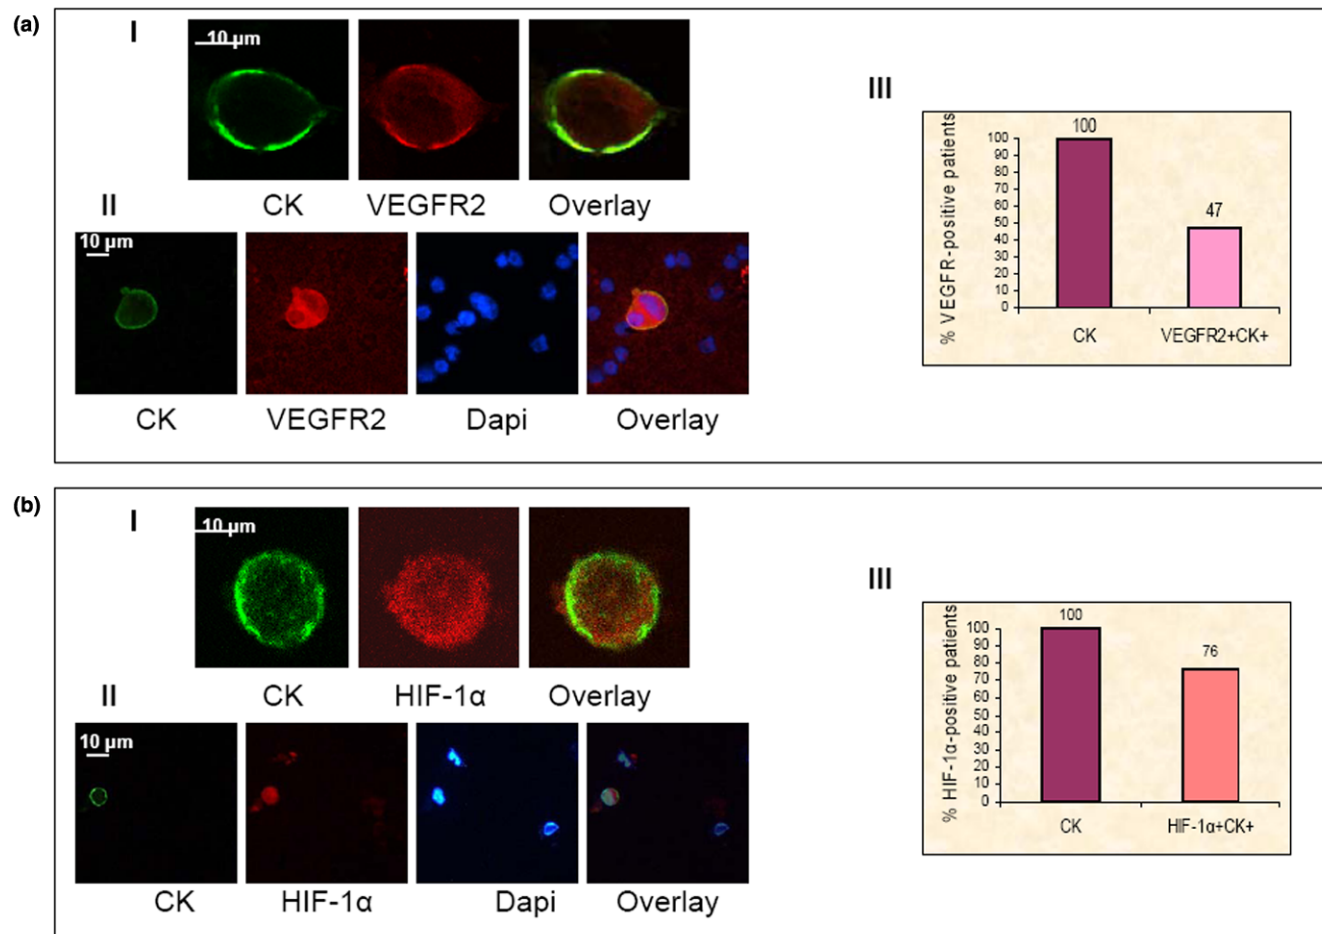 (a)
I
10 µm
CK VEGFR2 Overlay
II
10 µm
CK VEGFR2 Dapi Overlay
III
% VEGFR-positive patients
100
90
80
70
60
50
40
30
20
10
0
100
47
CK VEGFR2+CK+
(b)
I
10 µm
CK HIF-1α Overlay
II
10 µm
CK HIF-1α Dapi Overlay
III
% HIF-1α-positive patients
100
90
80
70
60
50
40
30
20
10
0
100
76
CK HIF-1α+CK+